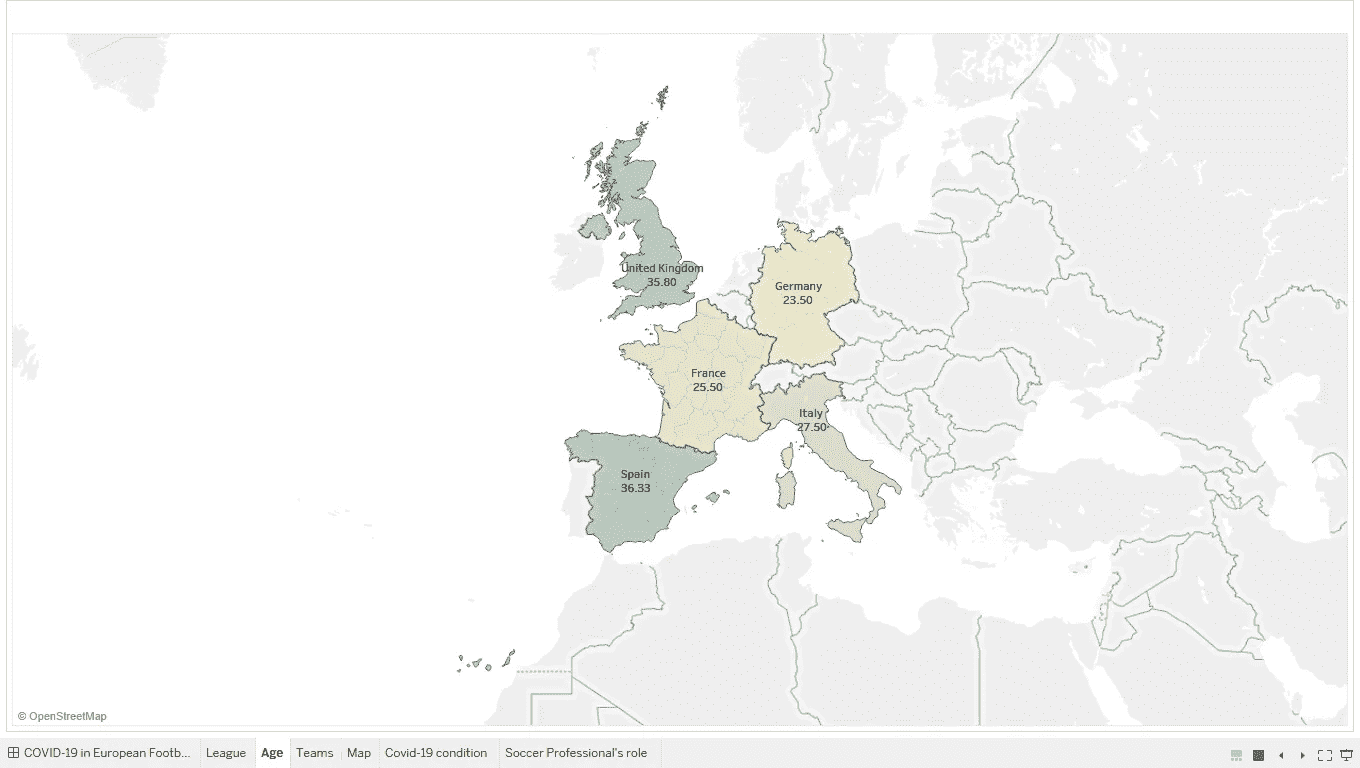 United Kingdom
35.80
Germany
23.50
France
25.50
Italy
27.50
Spain
36.33
© OpenStreetMap
COVID-19 in European Footb... League Age Teams Map Covid-19 condition Soccer Professional's role